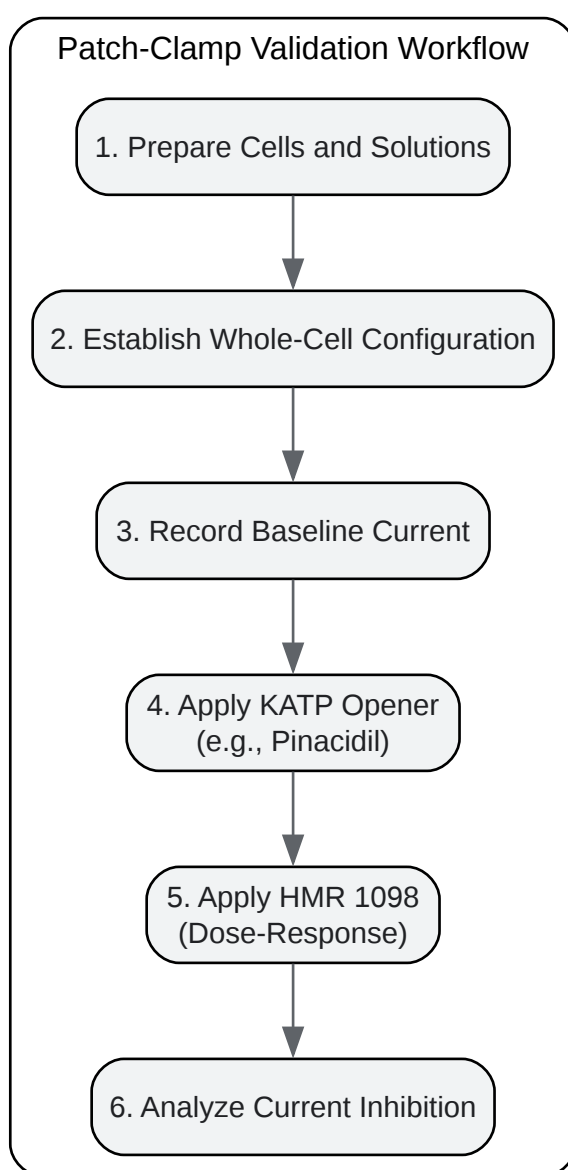 Patch-Clamp Validation Workflow
1. Prepare Cells and Solutions
2. Establish Whole-Cell Configuration
3. Record Baseline Current
4. Apply KATP Opener
(e.g., Pinacidil)
5. Apply HMR 1098
(Dose-Response)
6. Analyze Current Inhibition